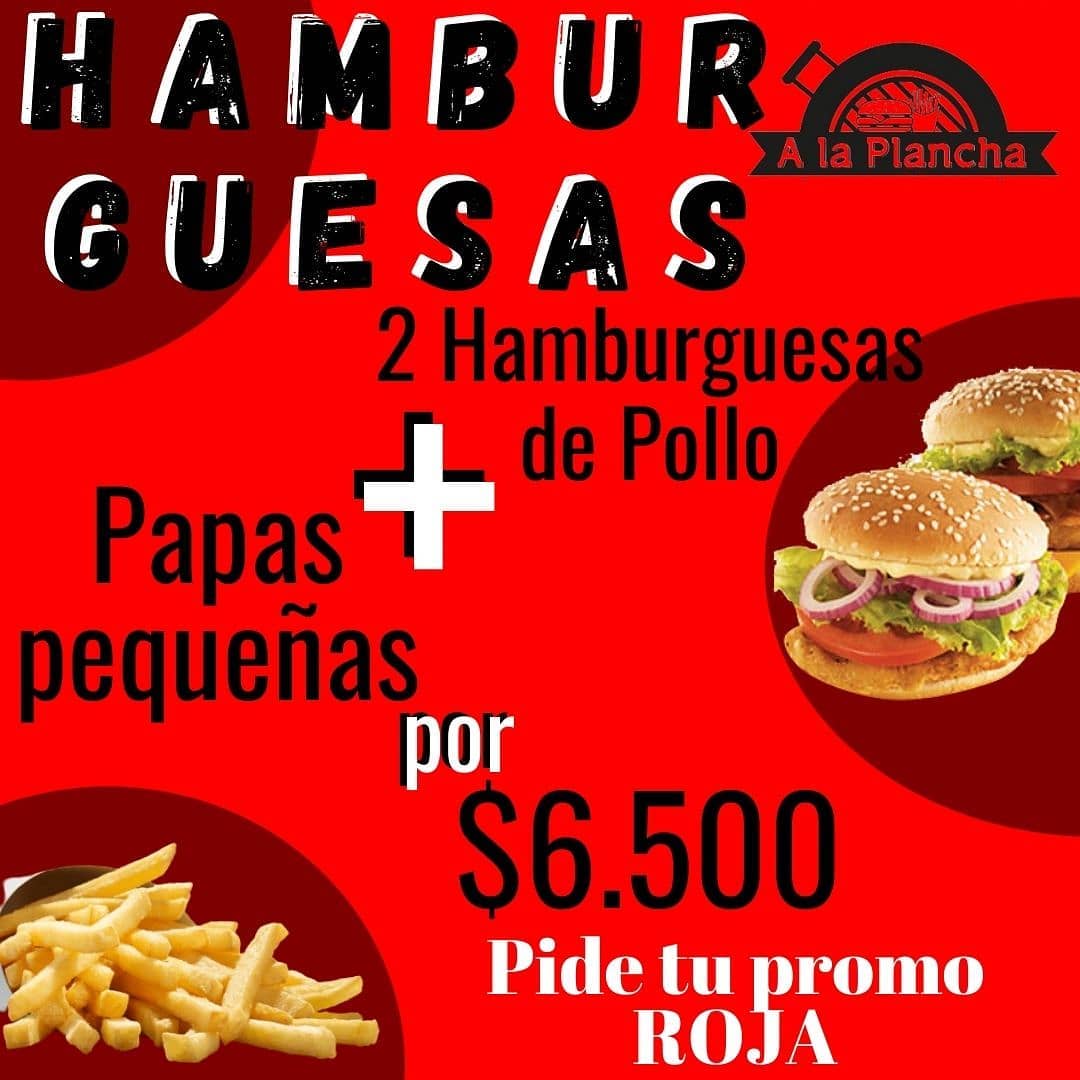 HAMBUR
GUESAS
A la Plancha
2 Hamburguesas
de Pollo
+
Papas
pequeñas
por
$6.500
Pide tu promo
ROJA